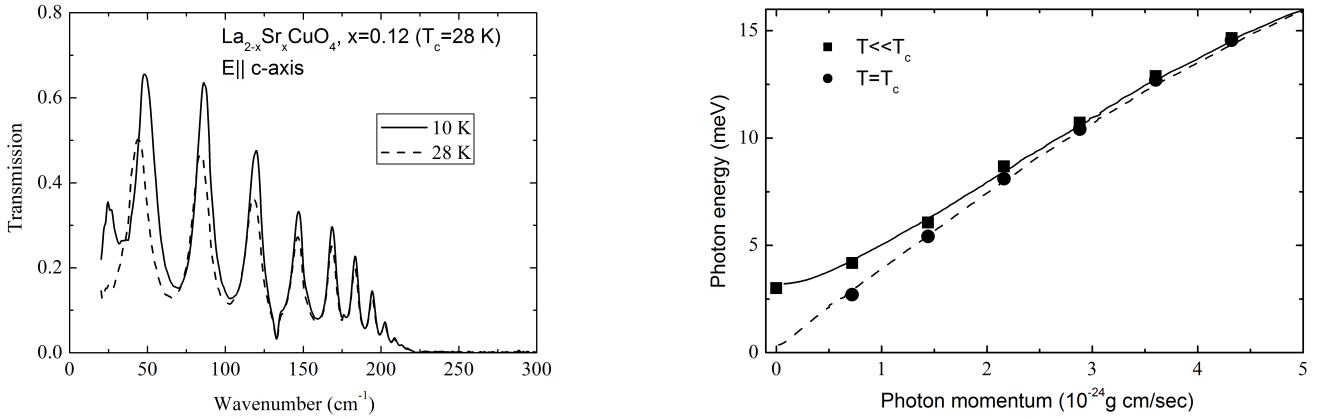 La2-xSrxCuO4, x=0.12 (Tc=28 K)
E|| c-axis
10 K
28 K
0.8
0.6
0.4
0.2
0.0
Transmission
0 50 100 150 200 250 300
Wavenumber (cm-1)
T<<Tc
T=Tc
15
10
5
0
Photon energy (meV)
0 1 2 3 4 5
Photon momentum (10-24g cm/sec)